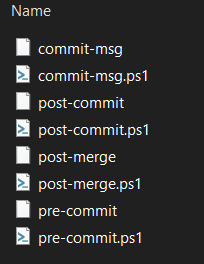 Name
commit-msg
commit-msg.ps1
post-commit
post-commit.ps1
post-merge
post-merge.ps1
pre-commit
pre-commit.ps1